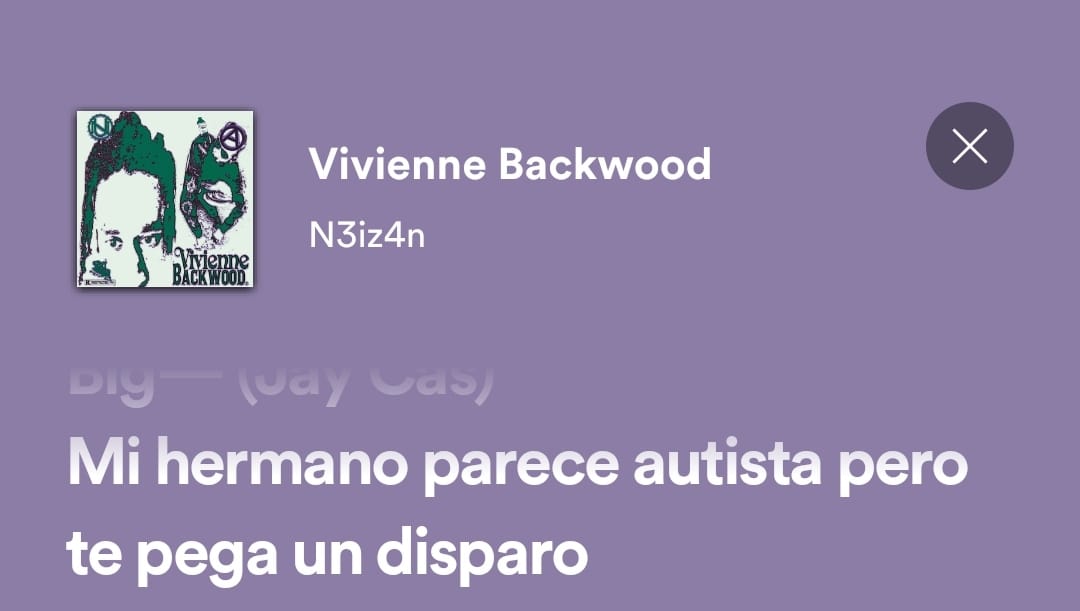 Vivienne
BACKWOOD
Vivienne Backwood
N3iz4n
Big— (Jay Cas)
Mi hermano parece autista pero
te pega un disparo